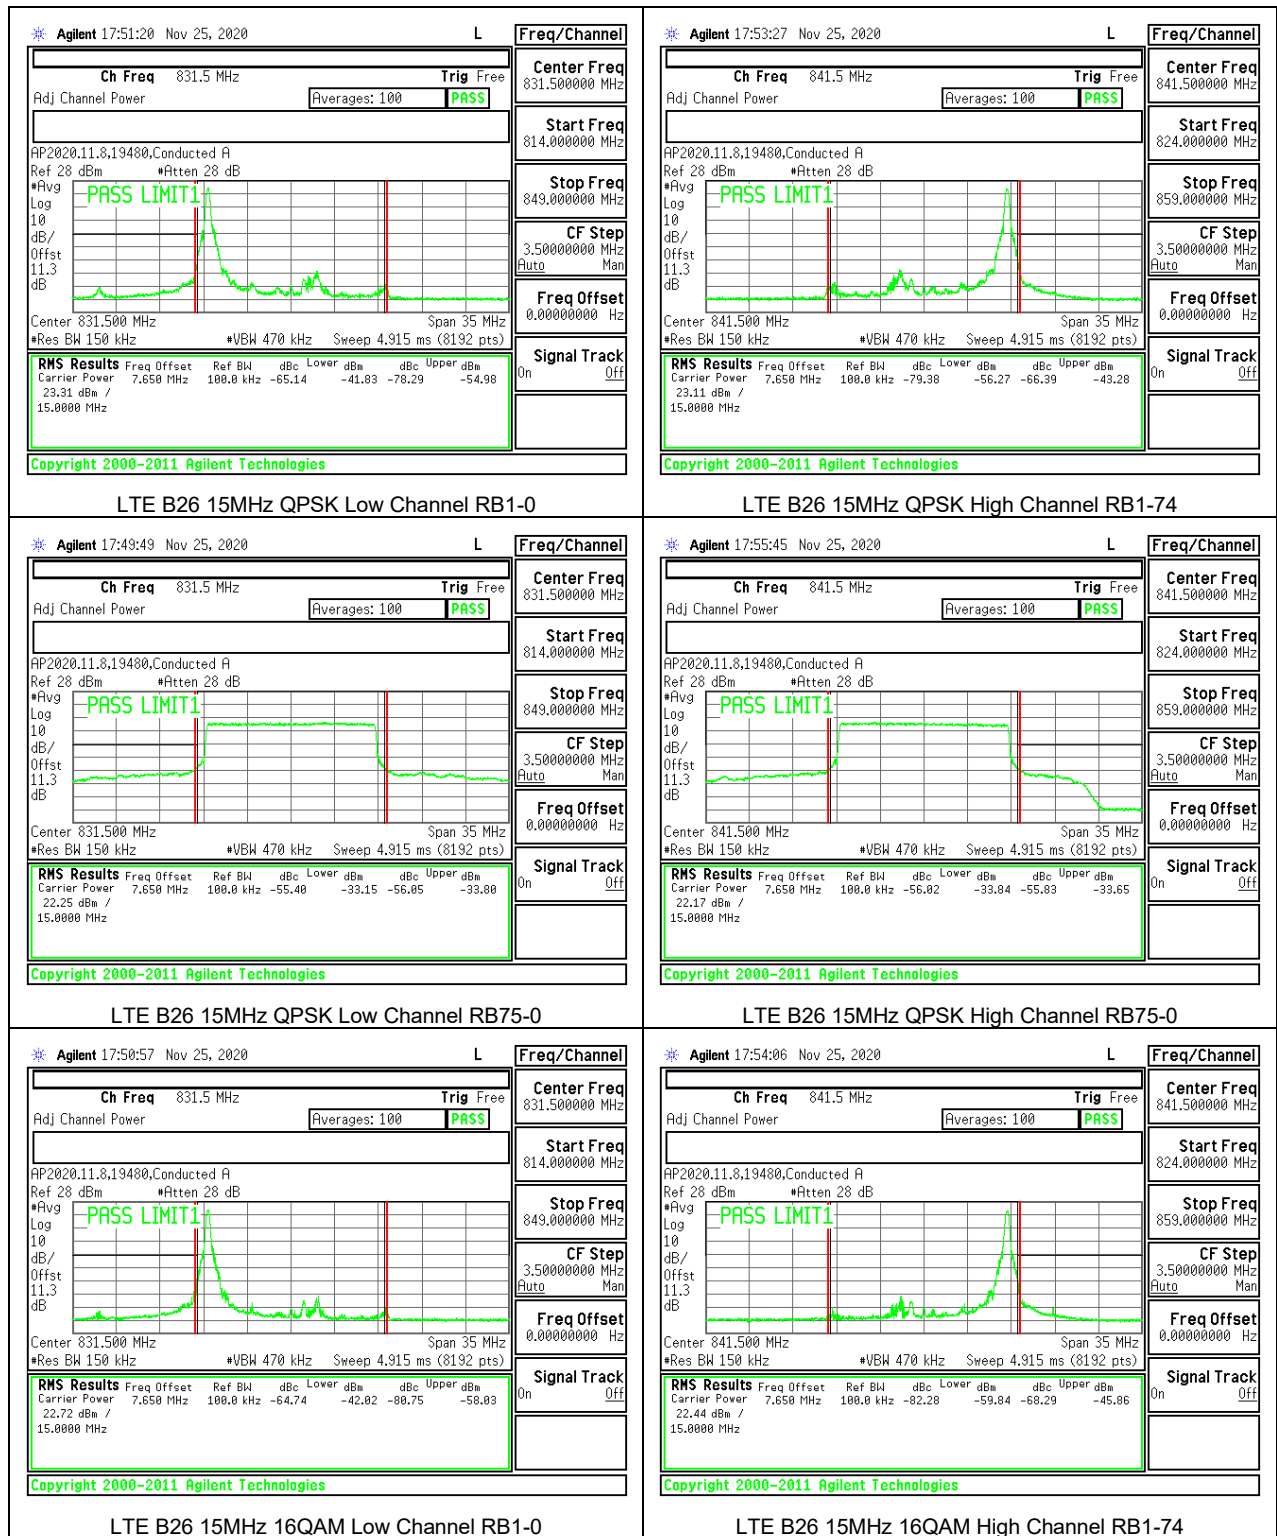 Agilent 17:51:20 Nov 25, 2020 L Freq/Channel
Ch Freq 831.5 MHz Trig Free
Adj Channel Power Averages: 100 PASS
Center Freq
831.500000 MHz
Start Freq
814.000000 MHz
AP2020.11.8,19480,Conducted A
Ref 28 dBm #Atten 28 dB
#Avg
Log
10
dB/
Offst
11.3
dB
PASS LIMIT1
Stop Freq
849.000000 MHz
CF Step
3.50000000 MHz
Auto Man
Freq Offset
0.00000000 Hz
Center 831.500 MHz Span 35 MHz
#Res BW 150 kHz #VBW 470 kHz Sweep 4.915 ms (8192 pts)
Signal Track
On Off
RMS Results Freq Offset Ref BW dBc Lower dBm dBc Upper dBm
Carrier Power 7.650 MHz 100.0 kHz -65.14 -41.83 -78.29 -54.98
23.31 dBm /
15.0000 MHz
Copyright 2000-2011 Agilent Technologies
LTE B26 15MHz QPSK Low Channel RB1-0
Agilent 17:53:27 Nov 25, 2020 L Freq/Channel
Ch Freq 841.5 MHz Trig Free
Adj Channel Power Averages: 100 PASS
Center Freq
841.500000 MHz
Start Freq
824.000000 MHz
AP2020.11.8,19480,Conducted A
Ref 28 dBm #Atten 28 dB
#Avg
Log
10
dB/
Offst
11.3
dB
PASS LIMIT1
Stop Freq
859.000000 MHz
CF Step
3.50000000 MHz
Auto Man
Freq Offset
0.00000000 Hz
Center 841.500 MHz Span 35 MHz
#Res BW 150 kHz #VBW 470 kHz Sweep 4.915 ms (8192 pts)
Signal Track
On Off
RMS Results Freq Offset Ref BW dBc Lower dBm dBc Upper dBm
Carrier Power 7.650 MHz 100.0 kHz -79.38 -56.27 -66.39 -43.28
23.11 dBm /
15.0000 MHz
Copyright 2000-2011 Agilent Technologies
LTE B26 15MHz QPSK High Channel RB1-74
Agilent 17:49:49 Nov 25, 2020 L Freq/Channel
Ch Freq 831.5 MHz Trig Free
Adj Channel Power Averages: 100 PASS
Center Freq
831.500000 MHz
Start Freq
814.000000 MHz
AP2020.11.8,19480,Conducted A
Ref 28 dBm #Atten 28 dB
#Avg
Log
10
dB/
Offst
11.3
dB
PASS LIMIT1
Stop Freq
849.000000 MHz
CF Step
3.50000000 MHz
Auto Man
Freq Offset
0.00000000 Hz
Center 831.500 MHz Span 35 MHz
#Res BW 150 kHz #VBW 470 kHz Sweep 4.915 ms (8192 pts)
Signal Track
On Off
RMS Results Freq Offset Ref BW dBc Lower dBm dBc Upper dBm
Carrier Power 7.650 MHz 100.0 kHz -55.40 -33.15 -56.05 -33.80
22.25 dBm /
15.0000 MHz
Copyright 2000-2011 Agilent Technologies
LTE B26 15MHz QPSK Low Channel RB75-0
Agilent 17:55:45 Nov 25, 2020 L Freq/Channel
Ch Freq 841.5 MHz Trig Free
Adj Channel Power Averages: 100 PASS
Center Freq
841.500000 MHz
Start Freq
824.000000 MHz
AP2020.11.8,19480,Conducted A
Ref 28 dBm #Atten 28 dB
#Avg
Log
10
dB/
Offst
11.3
dB
PASS LIMIT1
Stop Freq
859.000000 MHz
CF Step
3.50000000 MHz
Auto Man
Freq Offset
0.00000000 Hz
Center 841.500 MHz Span 35 MHz
#Res BW 150 kHz #VBW 470 kHz Sweep 4.915 ms (8192 pts)
Signal Track
On Off
RMS Results Freq Offset Ref BW dBc Lower dBm dBc Upper dBm
Carrier Power 7.650 MHz 100.0 kHz -56.02 -33.84 -55.83 -33.65
22.17 dBm /
15.0000 MHz
Copyright 2000-2011 Agilent Technologies
LTE B26 15MHz QPSK High Channel RB75-0
Agilent 17:50:57 Nov 25, 2020 L Freq/Channel
Ch Freq 831.5 MHz Trig Free
Adj Channel Power Averages: 100 PASS
Center Freq
831.500000 MHz
Start Freq
814.000000 MHz
AP2020.11.8,19480,Conducted A
Ref 28 dBm #Atten 28 dB
#Avg
Log
10
dB/
Offst
11.3
dB
PASS LIMIT1
Stop Freq
849.000000 MHz
CF Step
3.50000000 MHz
Auto Man
Freq Offset
0.00000000 Hz
Center 831.500 MHz Span 35 MHz
#Res BW 150 kHz #VBW 470 kHz Sweep 4.915 ms (8192 pts)
Signal Track
On Off
RMS Results Freq Offset Ref BW dBc Lower dBm dBc Upper dBm
Carrier Power 7.650 MHz 100.0 kHz -64.74 -42.02 -80.75 -58.03
22.72 dBm /
15.0000 MHz
Copyright 2000-2011 Agilent Technologies
LTE B26 15MHz 16QAM Low Channel RB1-0
Agilent 17:54:06 Nov 25, 2020 L Freq/Channel
Ch Freq 841.5 MHz Trig Free
Adj Channel Power Averages: 100 PASS
Center Freq
841.500000 MHz
Start Freq
824.000000 MHz
AP2020.11.8,19480,Conducted A
Ref 28 dBm #Atten 28 dB
#Avg
Log
10
dB/
Offst
11.3
dB
PASS LIMIT1
Stop Freq
859.000000 MHz
CF Step
3.50000000 MHz
Auto Man
Freq Offset
0.00000000 Hz
Center 841.500 MHz Span 35 MHz
#Res BW 150 kHz #VBW 470 kHz Sweep 4.915 ms (8192 pts)
Signal Track
On Off
RMS Results Freq Offset Ref BW dBc Lower dBm dBc Upper dBm
Carrier Power 7.650 MHz 100.0 kHz -82.28 -59.84 -68.29 -45.86
22.44 dBm /
15.0000 MHz
Copyright 2000-2011 Agilent Technologies
LTE B26 15MHz 16QAM High Channel RB1-74